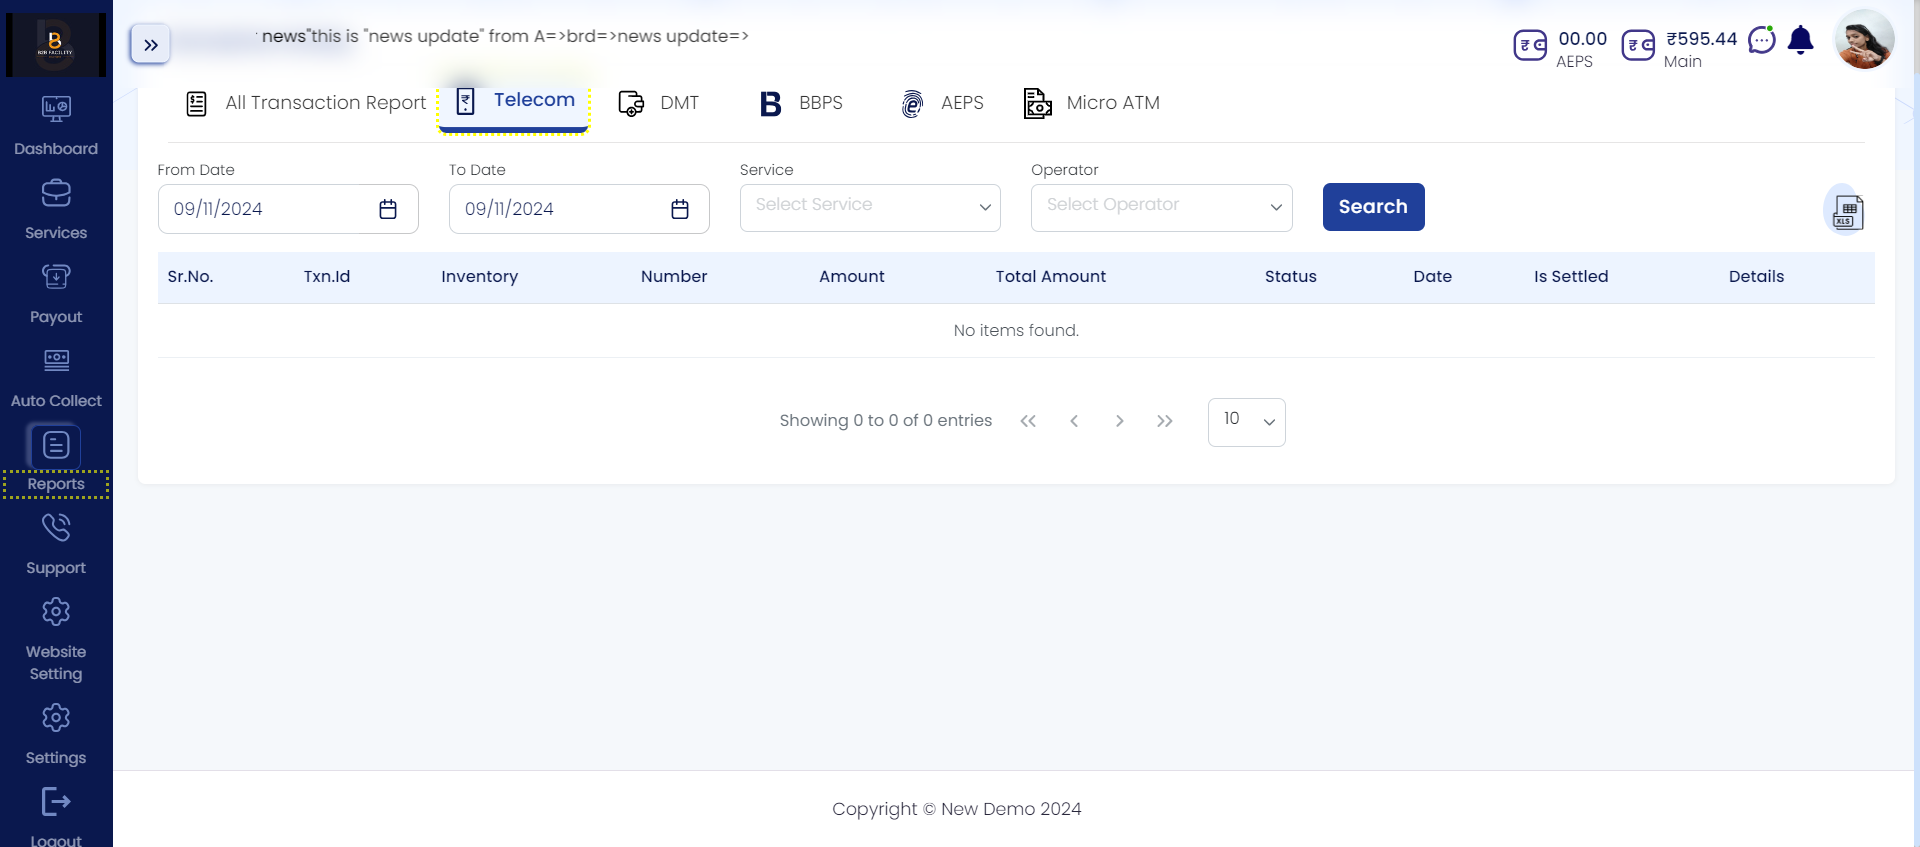 news"this is "news update" from A=>brd=>news update=>
00.00
AEPS
₹595.44
Main
B2B FACILITY
Dashboard
Services
Payout
Auto Collect
Reports
Support
Website
Setting
Settings
Logout
All Transaction Report
Telecom
DMT
BBPS
AEPS
Micro ATM
From Date
To Date
Service
Operator
09/11/2024
09/11/2024
Select Service
Select Operator
Search
XLS
Sr.No. Txn.Id Inventory Number Amount Total Amount Status Date Is Settled Details
No items found.
Showing 0 to 0 of 0 entries
10
Copyright © New Demo 2024